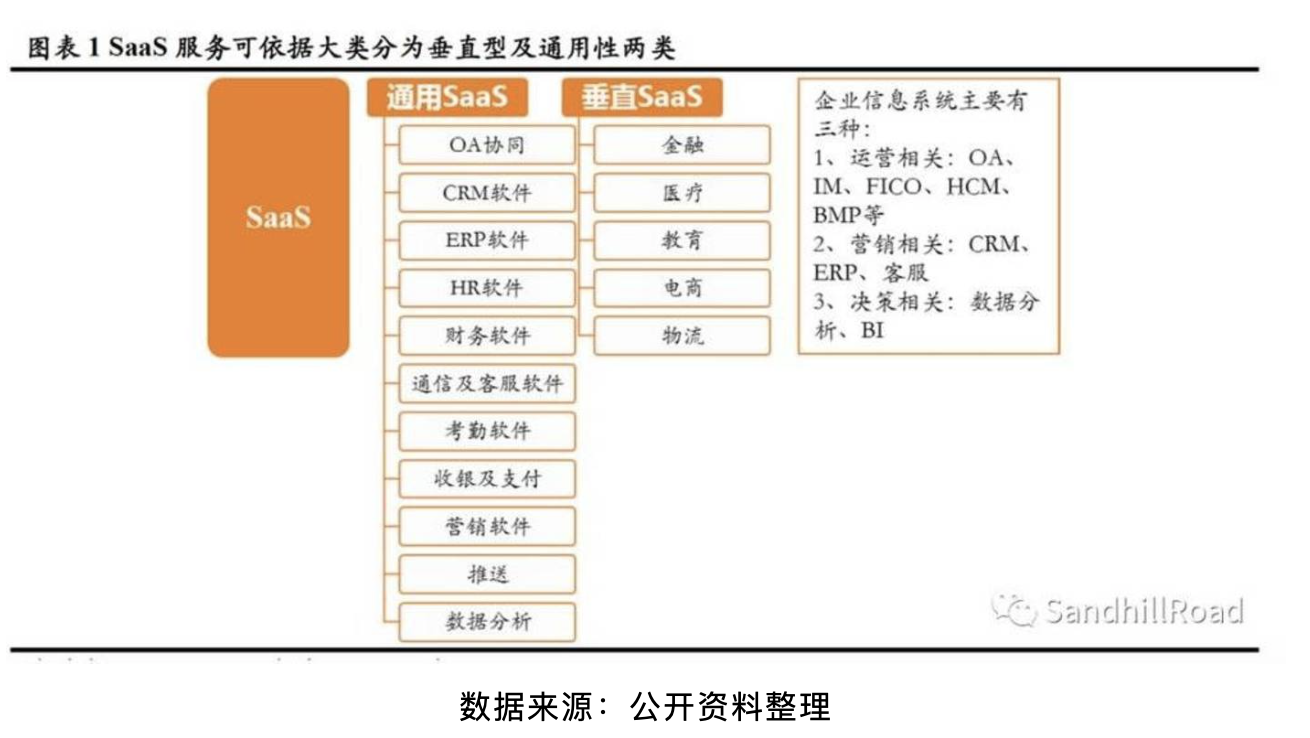 图表 1 SaaS 服务可依据大类分为垂直型及通用性两类
SaaS
通用SaaS
OA协同
CRM软件
ERP软件
HR软件
财务软件
通信及客服软件
考勤软件
收银及支付
营销软件
推送
数据分析
垂直SaaS
金融
医疗
教育
电商
物流
企业信息系统主要有
三种：
1、运营相关：OA、
IM、FICO、HCM、
BMP等
2、营销相关：CRM、
ERP、客服
3、决策相关：数据分
析、BI
SandhillRoad
数据来源：公开资料整理